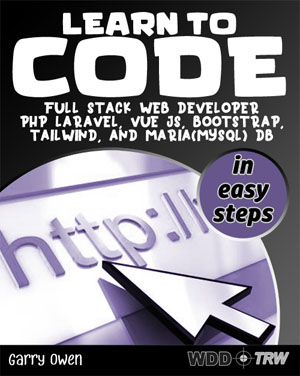 LEARN TO
CODE
FULL STACK WEB DEVELOPER
PHP LARAVEL, VUE JS, BOOTSTRAP,
TAILWIND, AND MARIA(MYSQL) DB
in
easy
steps
http://
Garry Owen
WDD TRW